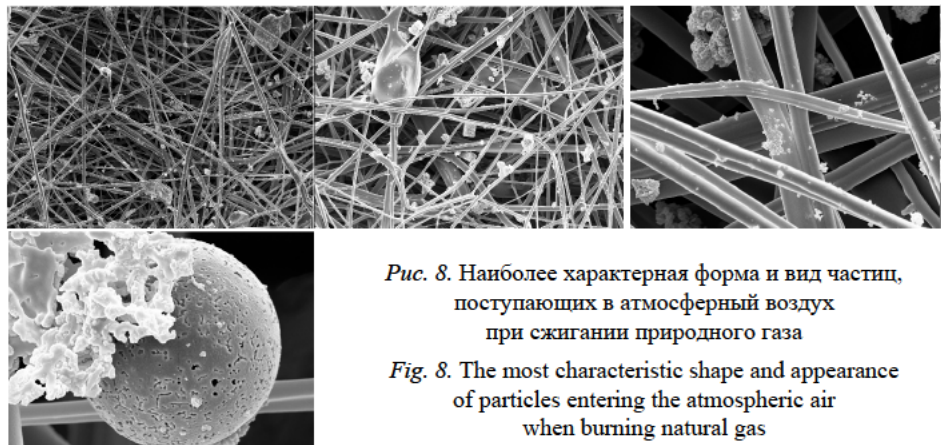 Рис. 8. Наиболее характерная форма и вид частиц,
поступающих в атмосферный воздух
при сжигании природного газа
Fig. 8. The most characteristic shape and appearance
of particles entering the atmospheric air
when burning natural gas